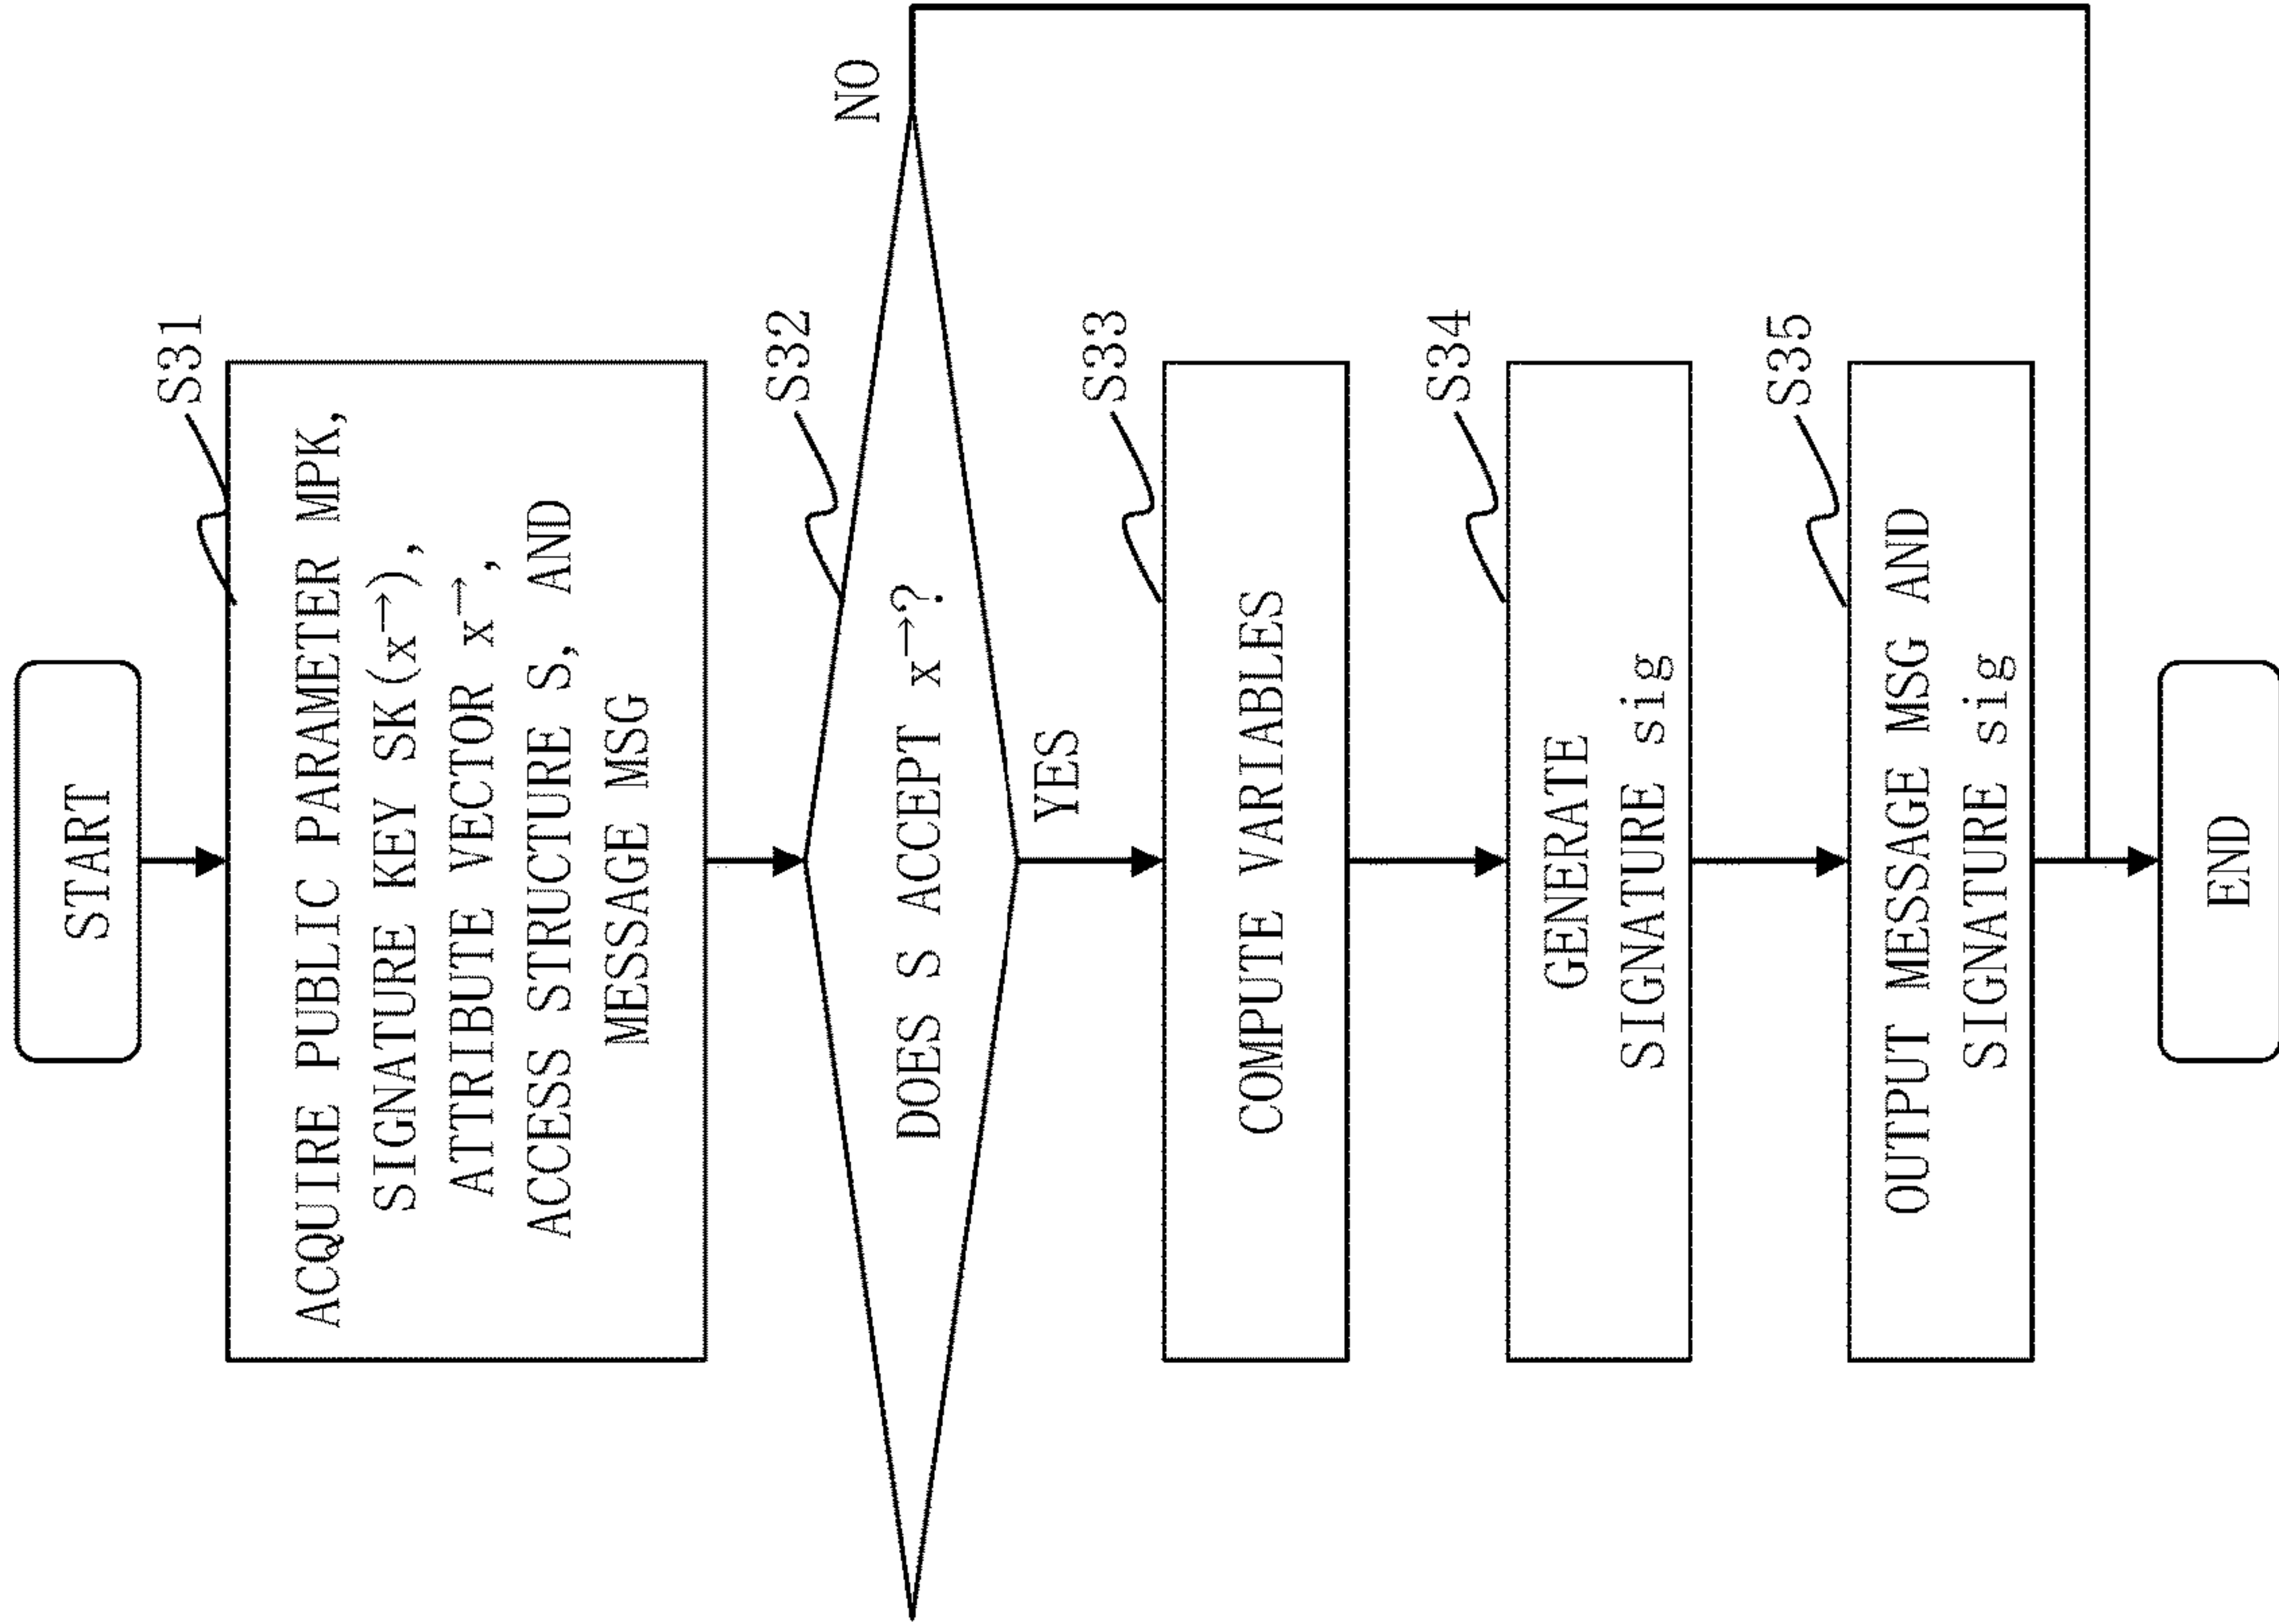 START
S31
ACQUIRE PUBLIC PARAMETER MPK,
SIGNATURE KEY SK(x→),
ATTRIBUTE VECTOR x→,
ACCESS STRUCTURE S, AND
MESSAGE MSG
S32
DOES S ACCEPT x→?
NO
YES
S33
COMPUTE VARIABLES
S34
GENERATE
SIGNATURE sig
S35
OUTPUT MESSAGE MSG AND
SIGNATURE sig
END